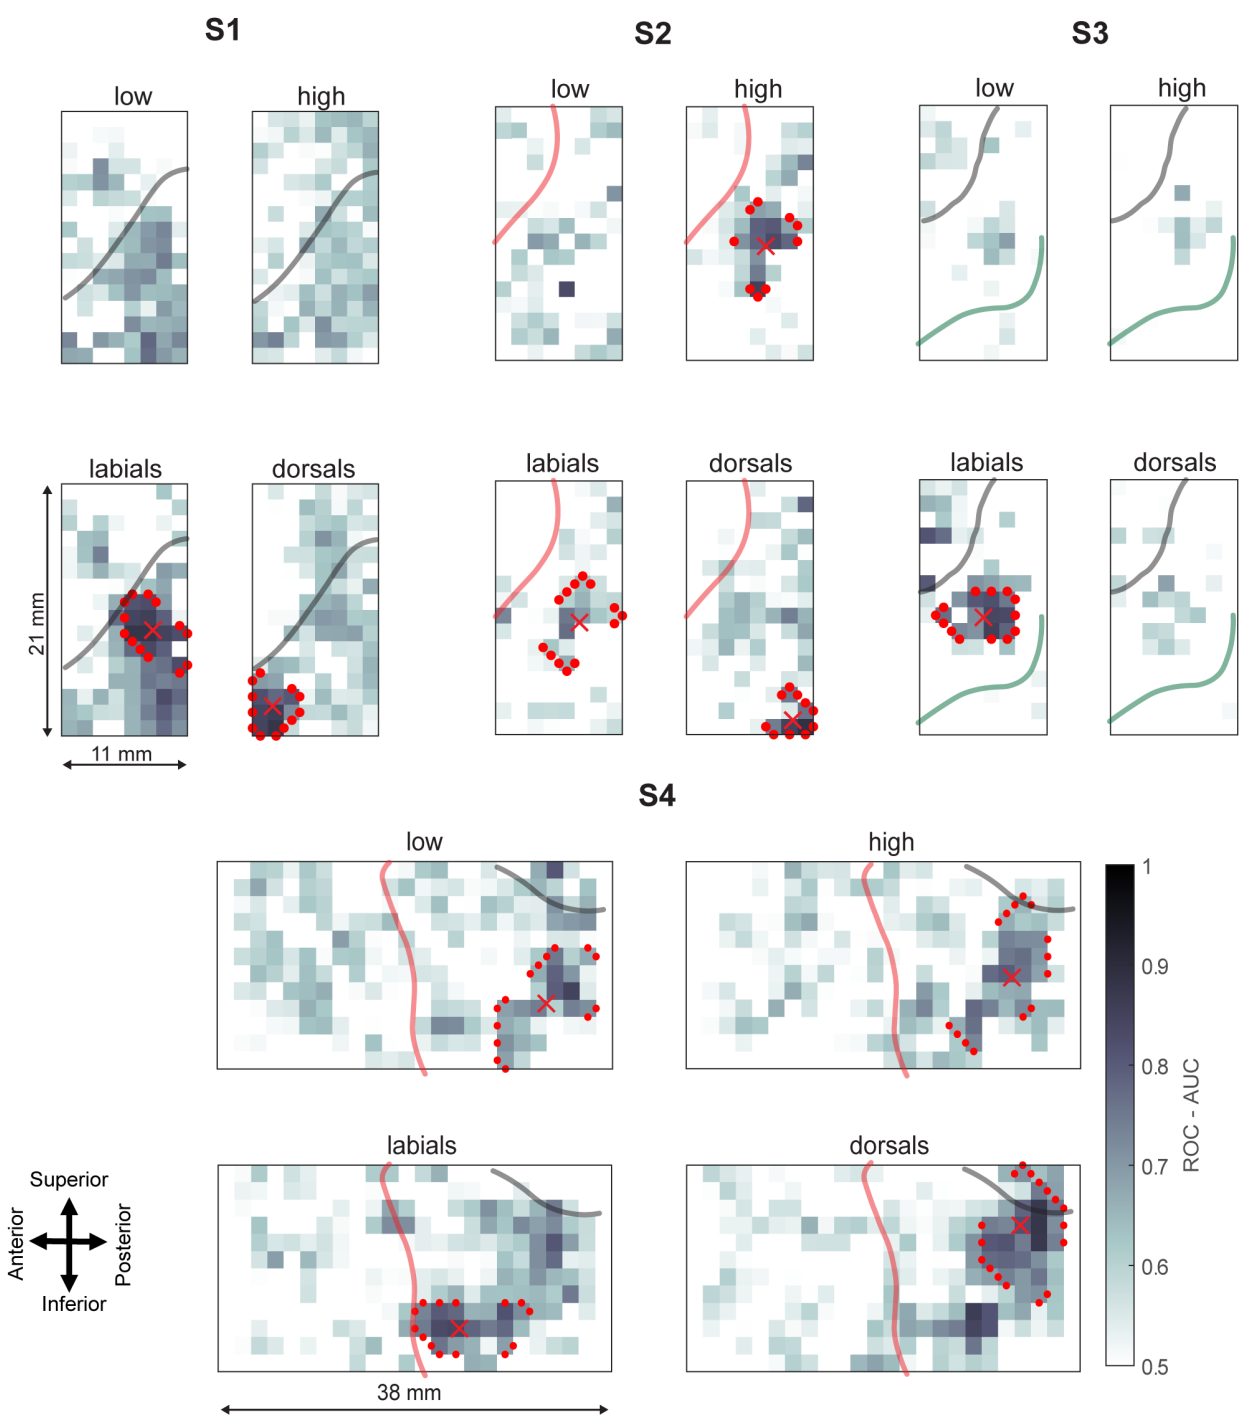 S1 S2 S3
low high low high low high
labials dorsals labials dorsals labials dorsals
21 mm
11 mm
S4
low high
labials dorsals
38 mm
Superior
Anterior
Posterior
Inferior
1
0.9
0.8
0.7
0.6
0.5
ROC - AUC